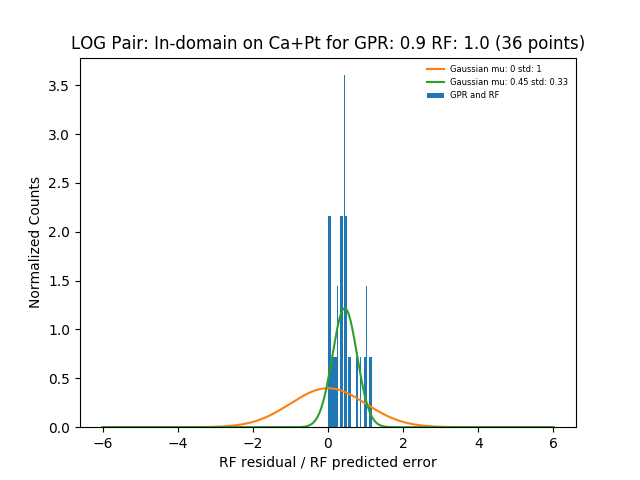 LOG Pair: In-domain on Ca+Pt for GPR: 0.9 RF: 1.0 (36 points)
Gaussian mu: 0 std: 1
Gaussian mu: 0.45 std: 0.33
GPR and RF
Normalized Counts
3.5
3.0
2.5
2.0
1.5
1.0
0.5
0.0
−6 −4 −2 0 2 4 6
RF residual / RF predicted error